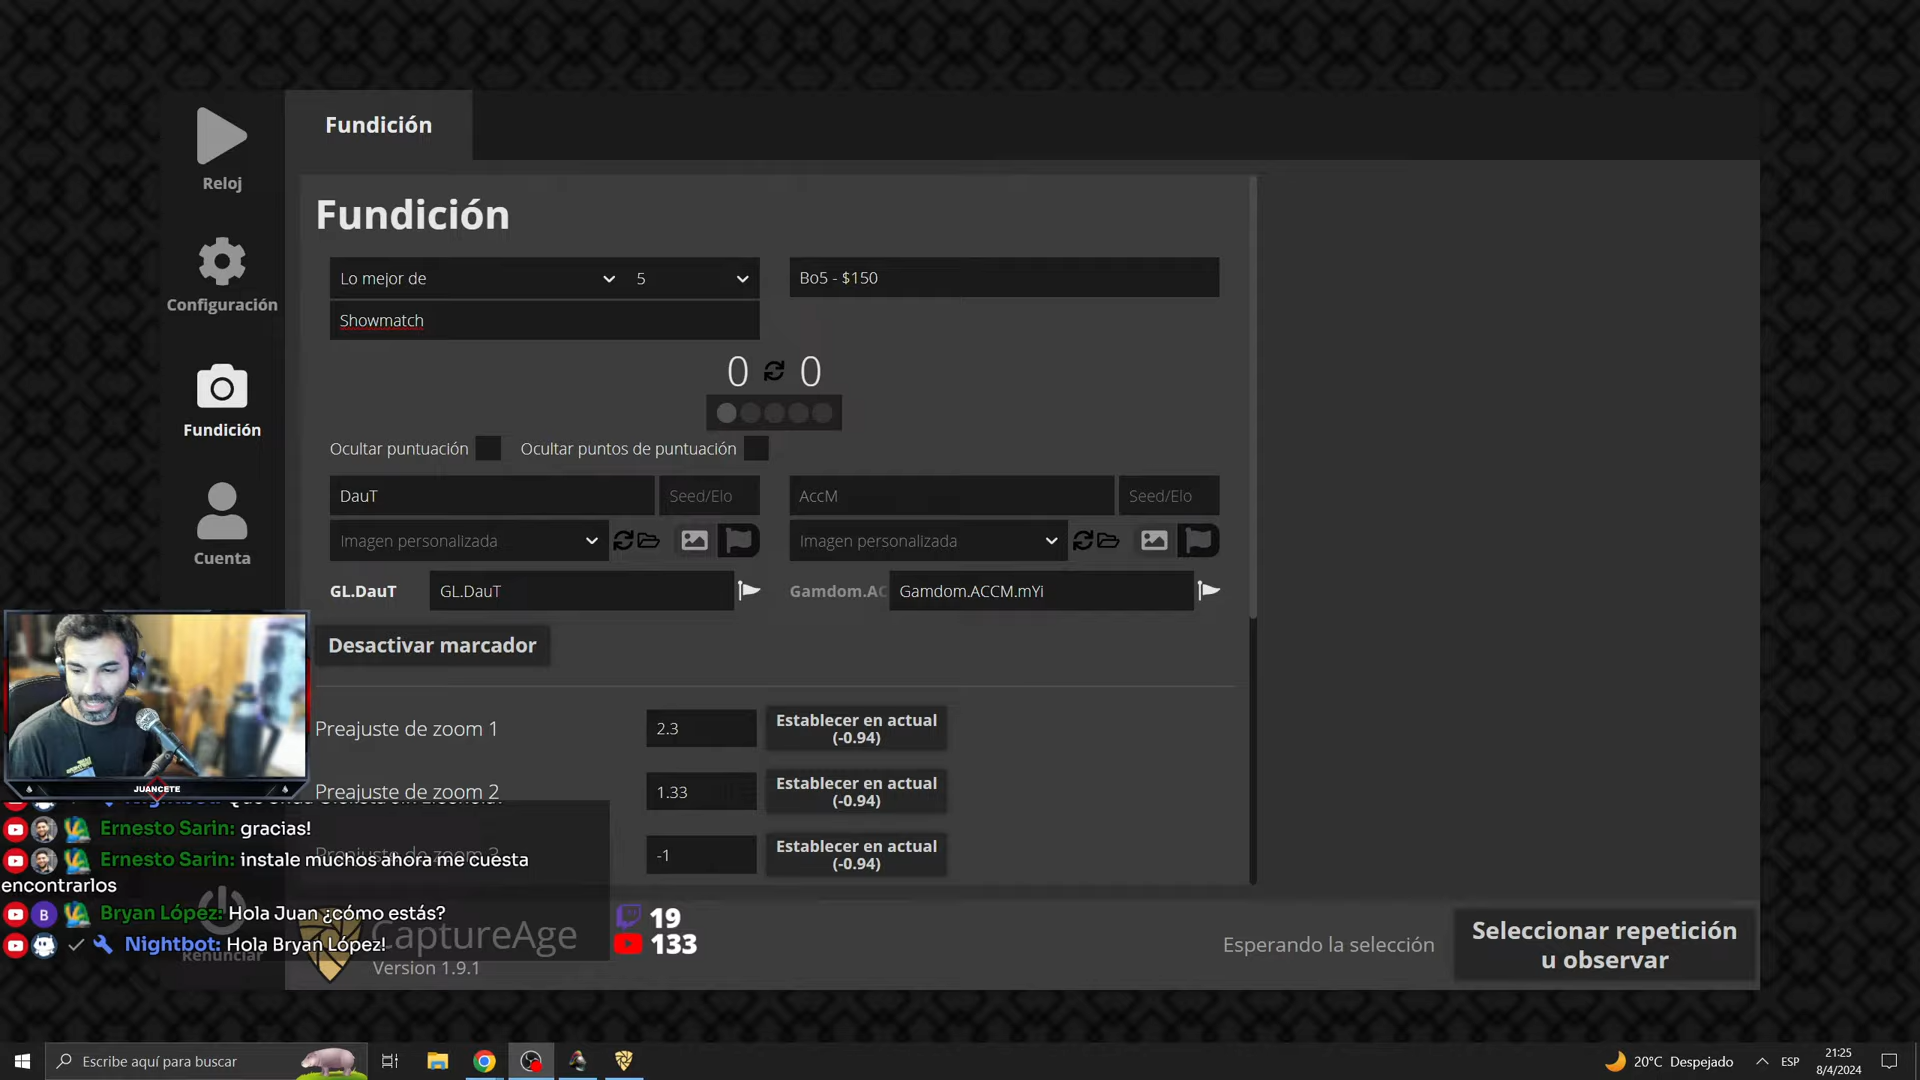 Fundición
Reloj
Configuración
Fundición
Cuenta
Renunciar
Fundición
Lo mejor de 5
Bo5 - $150
Showmatch
0 0
Ocultar puntuación
Ocultar puntos de puntuación
DauT
Seed/Elo
AccM
Seed/Elo
Imagen personalizada
Imagen personalizada
GL.DauT
GL.DauT
Gamdom.AC
Gamdom.ACCM.mYi
Desactivar marcador
Preajuste de zoom 1
2.3
Establecer en actual
(-0.94)
Preajuste de zoom 2
1.33
Establecer en actual
(-0.94)
Preajuste de zoom 3
-1
Establecer en actual
(-0.94)
JUANCETE
Ernesto Sarin: gracias!
Ernesto Sarin: instale muchos ahora me cuesta
encontrarlos
B Bryan López: Hola Juan ¿cómo estás?
Nightbot: Hola Bryan López!
19
133
CaptureAge
Version 1.9.1
Esperando la selección
Seleccionar repetición
u observar
Escribe aquí para buscar
20°C Despejado
ESP
21:25
8/4/2024